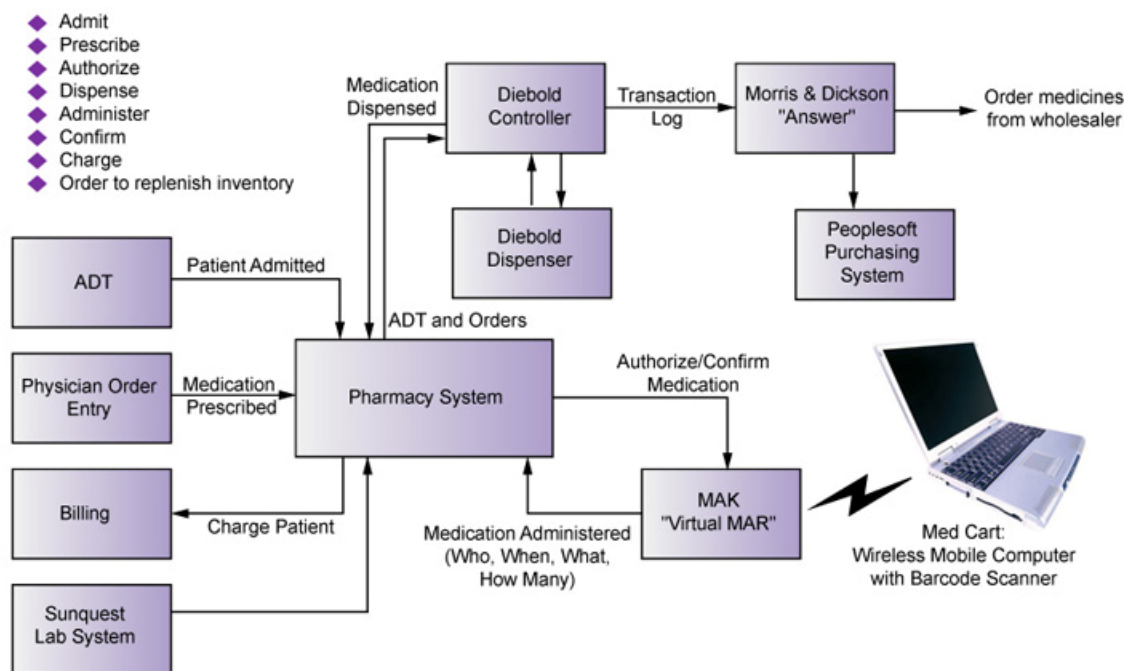 Admit
Prescribe
Authorize
Dispense
Administer
Confirm
Charge
Order to replenish inventory
Medication
Dispensed
Diebold
Controller
Transaction
Log
Morris & Dickson
"Answer"
Order medicines
from wholesaler
Diebold
Dispenser
Peoplesoft
Purchasing
System
ADT
Patient Admitted
ADT and Orders
Physician Order
Entry
Medication
Prescribed
Pharmacy System
Authorize/Confirm
Medication
Billing
Charge Patient
Medication Administered
(Who, When, What,
How Many)
MAK
"Virtual MAR"
Med Cart:
Wireless Mobile Computer
with Barcode Scanner
Sunquest
Lab System